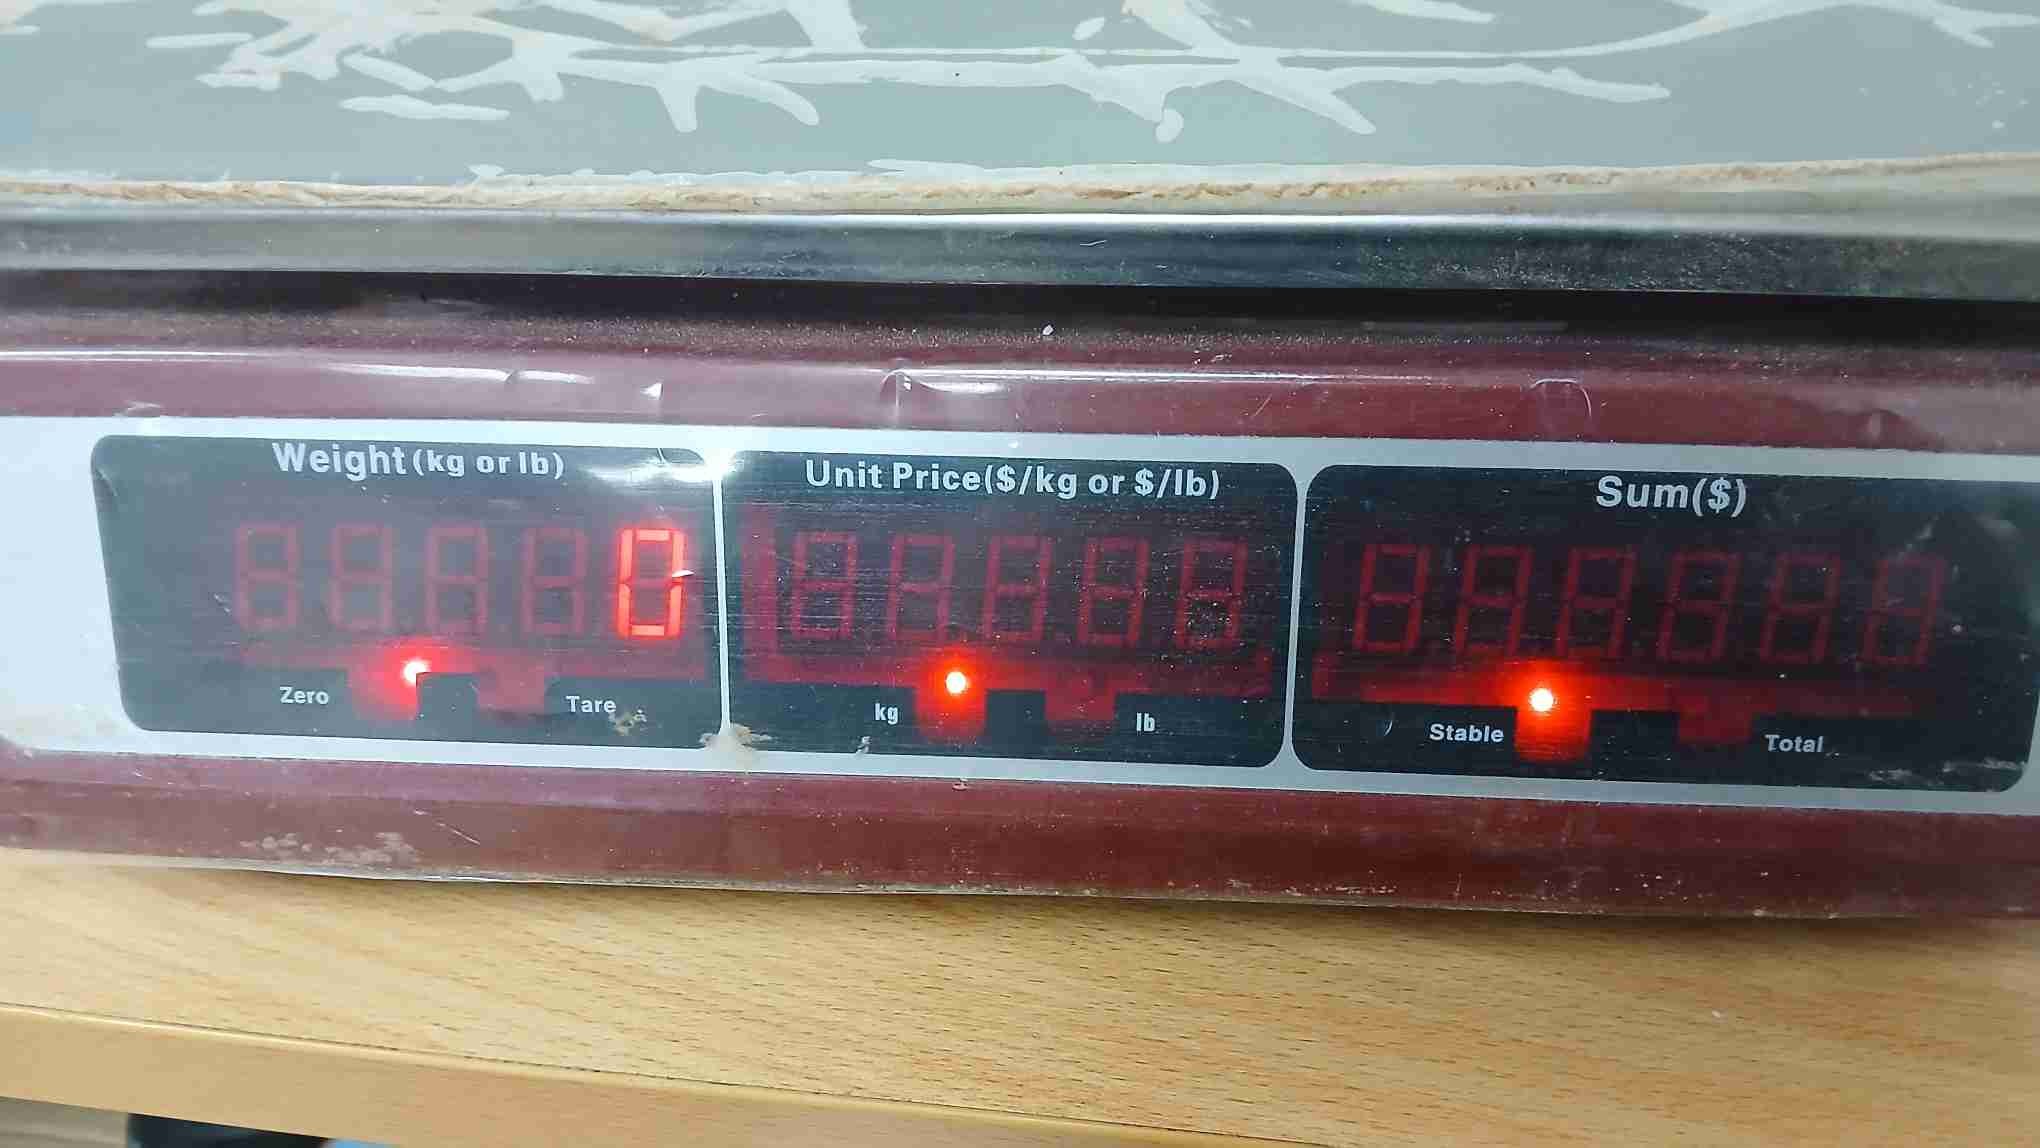 Weight(kg or lb)
Unit Price($/kg or $/lb)
Sum($)
0
Zero
Tare
kg
lb
Stable
Total